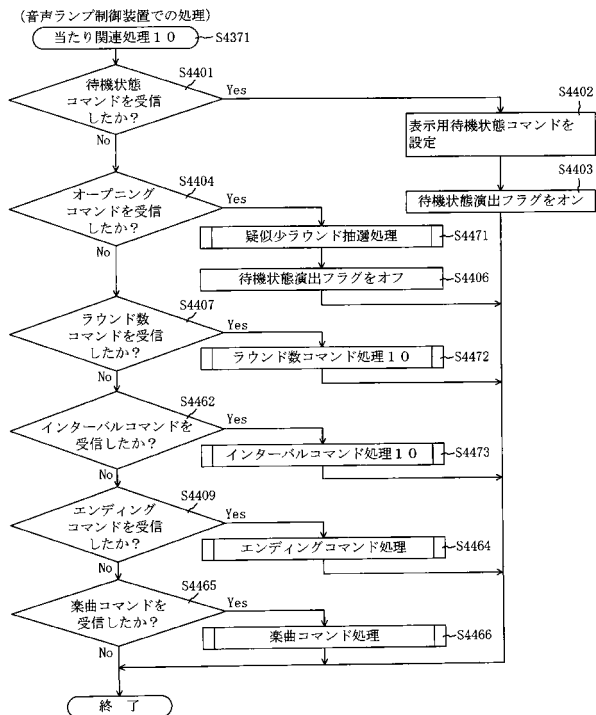 (音声ランプ制御装置での処理)
当たり関連処理10
S4371
S4401
待機状態
コマンドを受信
したか?
Yes
No
S4402
表示用待機状態コマンドを
設定
S4403
待機状態演出フラグをオン
S4404
オープニング
コマンドを受信
したか?
Yes
No
疑似少ラウンド抽選処理
S4471
待機状態演出フラグをオフ
S4406
S4407
ラウンド数
コマンドを受信
したか?
Yes
No
ラウンド数コマンド処理10
S4472
S4462
インターバルコマンドを
受信したか?
Yes
No
インターバルコマンド処理10
S4473
S4409
エンディング
コマンドを受信
したか?
Yes
No
エンディングコマンド処理
S4464
S4465
楽曲コマンドを
受信したか?
Yes
No
楽曲コマンド処理
S4466
終 了